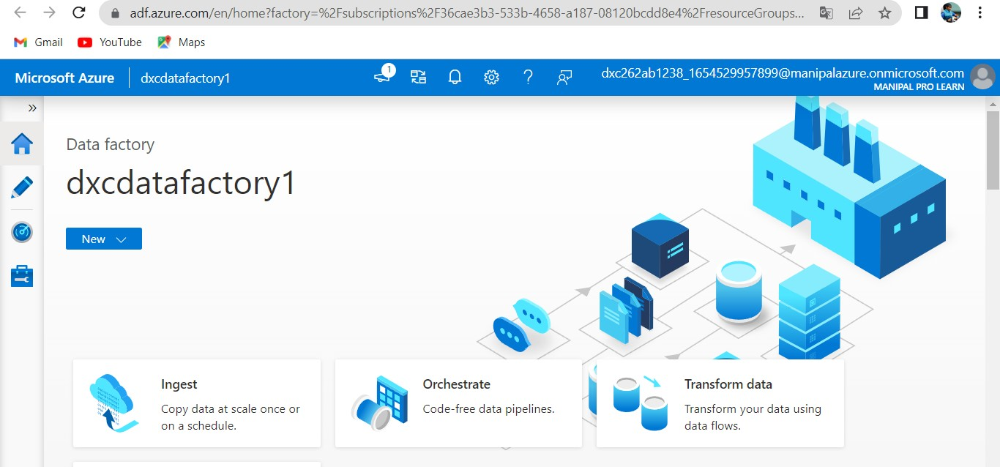 adf.azure.com/en/home?factory=%2Fsubscriptions%2F36cae3b3-533b-4658-a187-08120bcdd8e4%2FresourceGroups...
Gmail YouTube Maps
Microsoft Azure dxcdatafactory1 1 dxc262ab1238_1654529957899@manipalazure.onmicrosoft.com
MANIPAL PRO LEARN
Data factory
dxcdatafactory1
New
Ingest
Copy data at scale once or
on a schedule.
Orchestrate
Code-free data pipelines.
Transform data
Transform your data using
data flows.